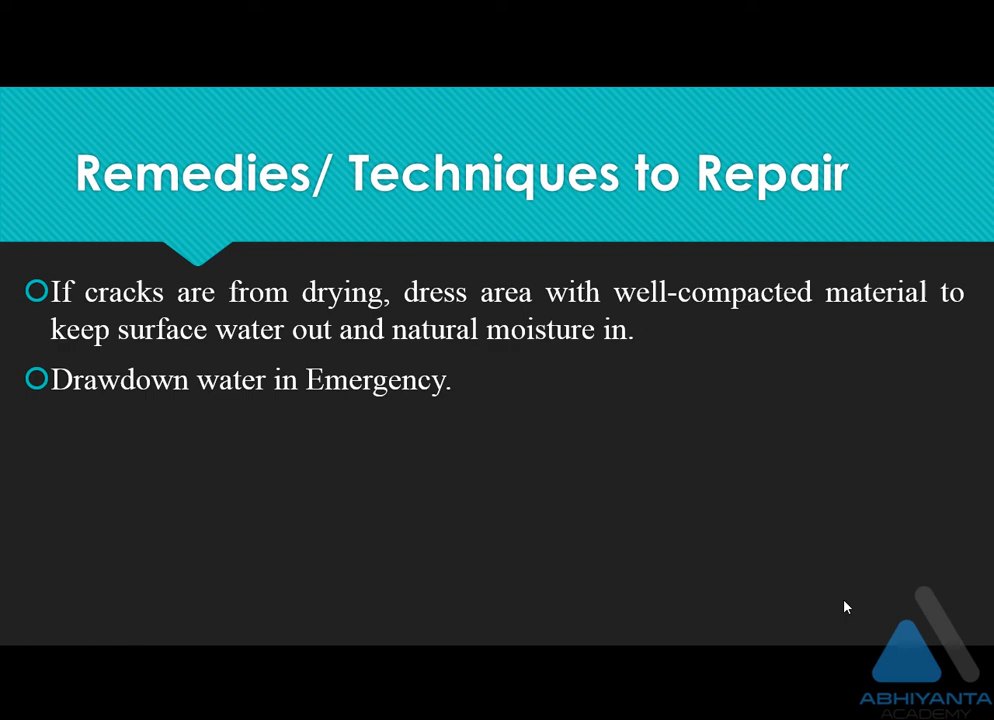 Remedies/ Techniques to Repair
If cracks are from drying, dress area with well-compacted material to
keep surface water out and natural moisture in.
Drawdown water in Emergency.
ABHIYANTA
ACADEMY